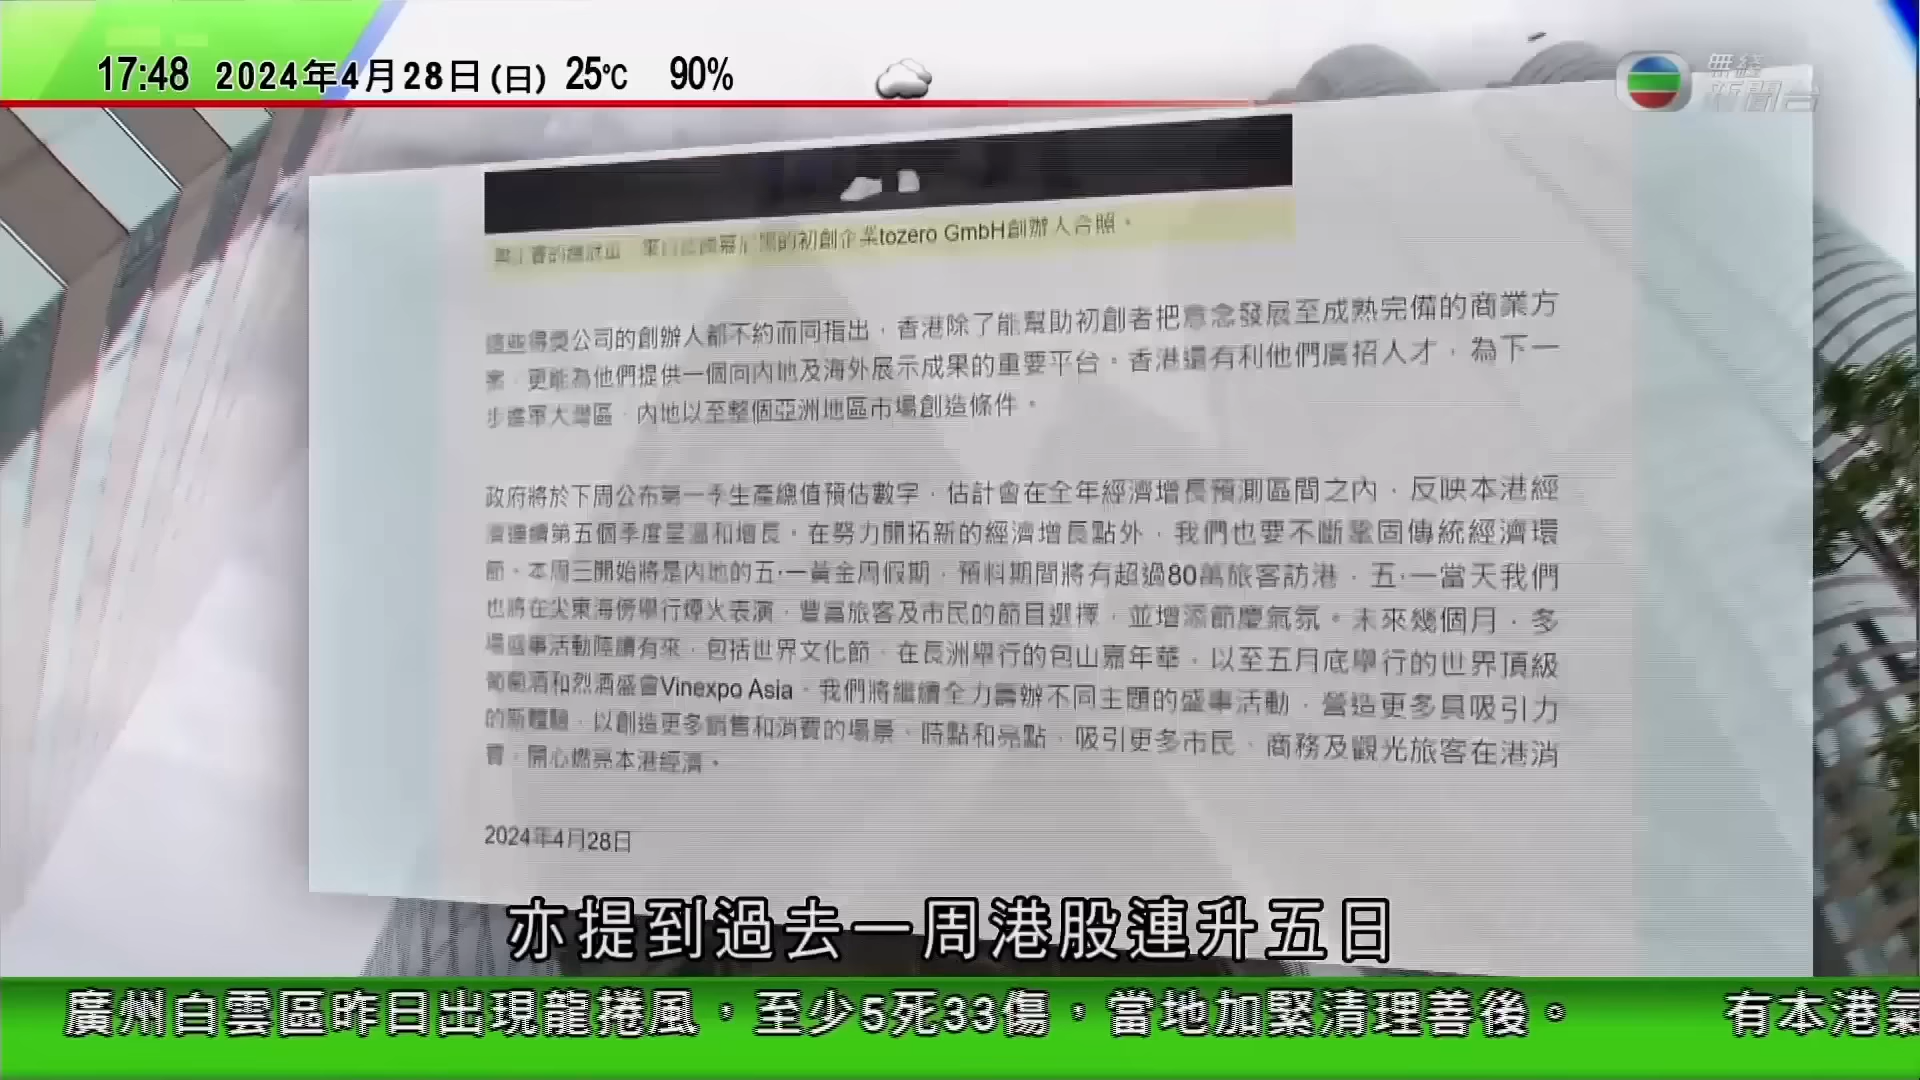 17:48 2024年4月28日(日) 25℃ 90%
無綫新聞台
的初創企業tozero GmbH創辦人合照。
這些得獎公司的創辦人都不約而同指出，香港除了能幫助初創者把意念發展至成熟完備的商業方
案，更能為他們提供一個向內地及海外展示成果的重要平台。香港還有利他們廣招人才，為下一
步進軍大灣區、內地以至整個亞洲地區市場創造條件。
政府將於下周公布第一季生產總值預估數字，估計會在全年經濟增長預測區間之內，反映本港經
濟連續第五個季度呈溫和增長。在努力開拓新的經濟增長點外，我們也要不斷鞏固傳統經濟環
節。本周三開始將是內地的五‧一黃金周假期，預料期間將有超過80萬旅客訪港，五‧一當天我們
也將在尖東海傍舉行煙火表演，豐富旅客及市民的節目選擇，並增添節慶氣氛。未來幾個月，多
場盛事活動陸續有來，包括世界文化節、在長洲舉行的包山嘉年華，以至五月底舉行的世界頂級
葡萄酒和烈酒盛會Vinexpo Asia。我們將繼續全力籌辦不同主題的盛事活動，營造更多具吸引力
的新體驗，以創造更多銷售和消費的場景、時點和亮點，吸引更多市民、商務及觀光旅客在港消
費，開心燃亮本港經濟。
2024年4月28日
亦提到過去一周港股連升五日
廣州白雲區昨日出現龍捲風，至少5死33傷，當地加緊清理善後。 有本港氣